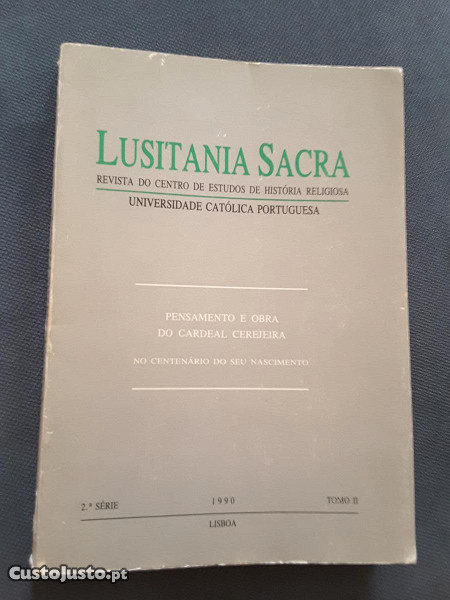 LUSITANIA SACRA
REVISTA DO CENTRO DE ESTUDOS DE HISTÓRIA RELIGIOSA
UNIVERSIDADE CATÓLICA PORTUGUESA
PENSAMENTO E OBRA
DO CARDEAL CEREJEIRA
NO CENTENÁRIO DO SEU NASCIMENTO
2.ª SÉRIE 1990 TOMO II
LISBOA
CustoJusto.pt